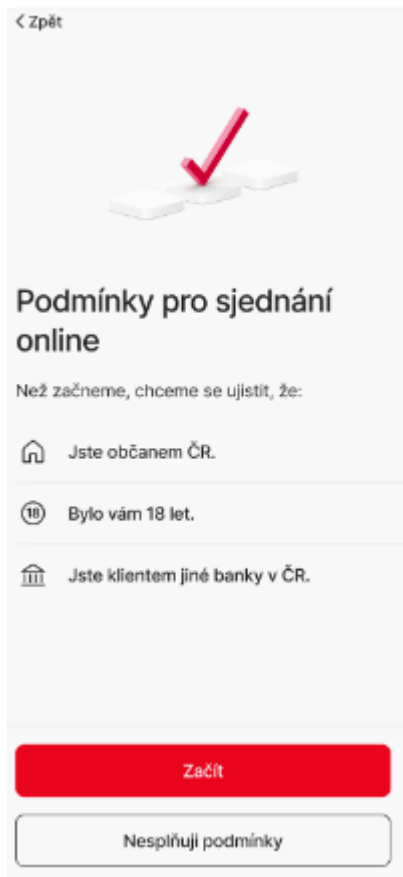 Zpět
Podmínky pro sjednání
online
Než začneme, chceme se ujistit, že:
Jste občanem ČR.
18
Bylo vám 18 let.
Jste klientem jiné banky v ČR.
Začít
Nesplňuji podmínky